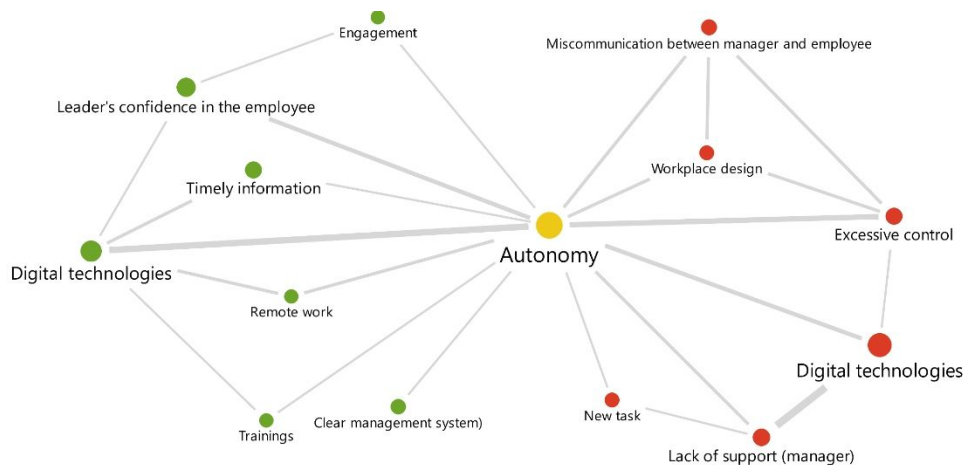 Engagement
Miscommunication between manager and employee
Leader's confidence in the employee
Workplace design
Timely information
Excessive control
Autonomy
Digital technologies
Remote work
Digital technologies
New task
Clear management system)
Trainings
Lack of support (manager)